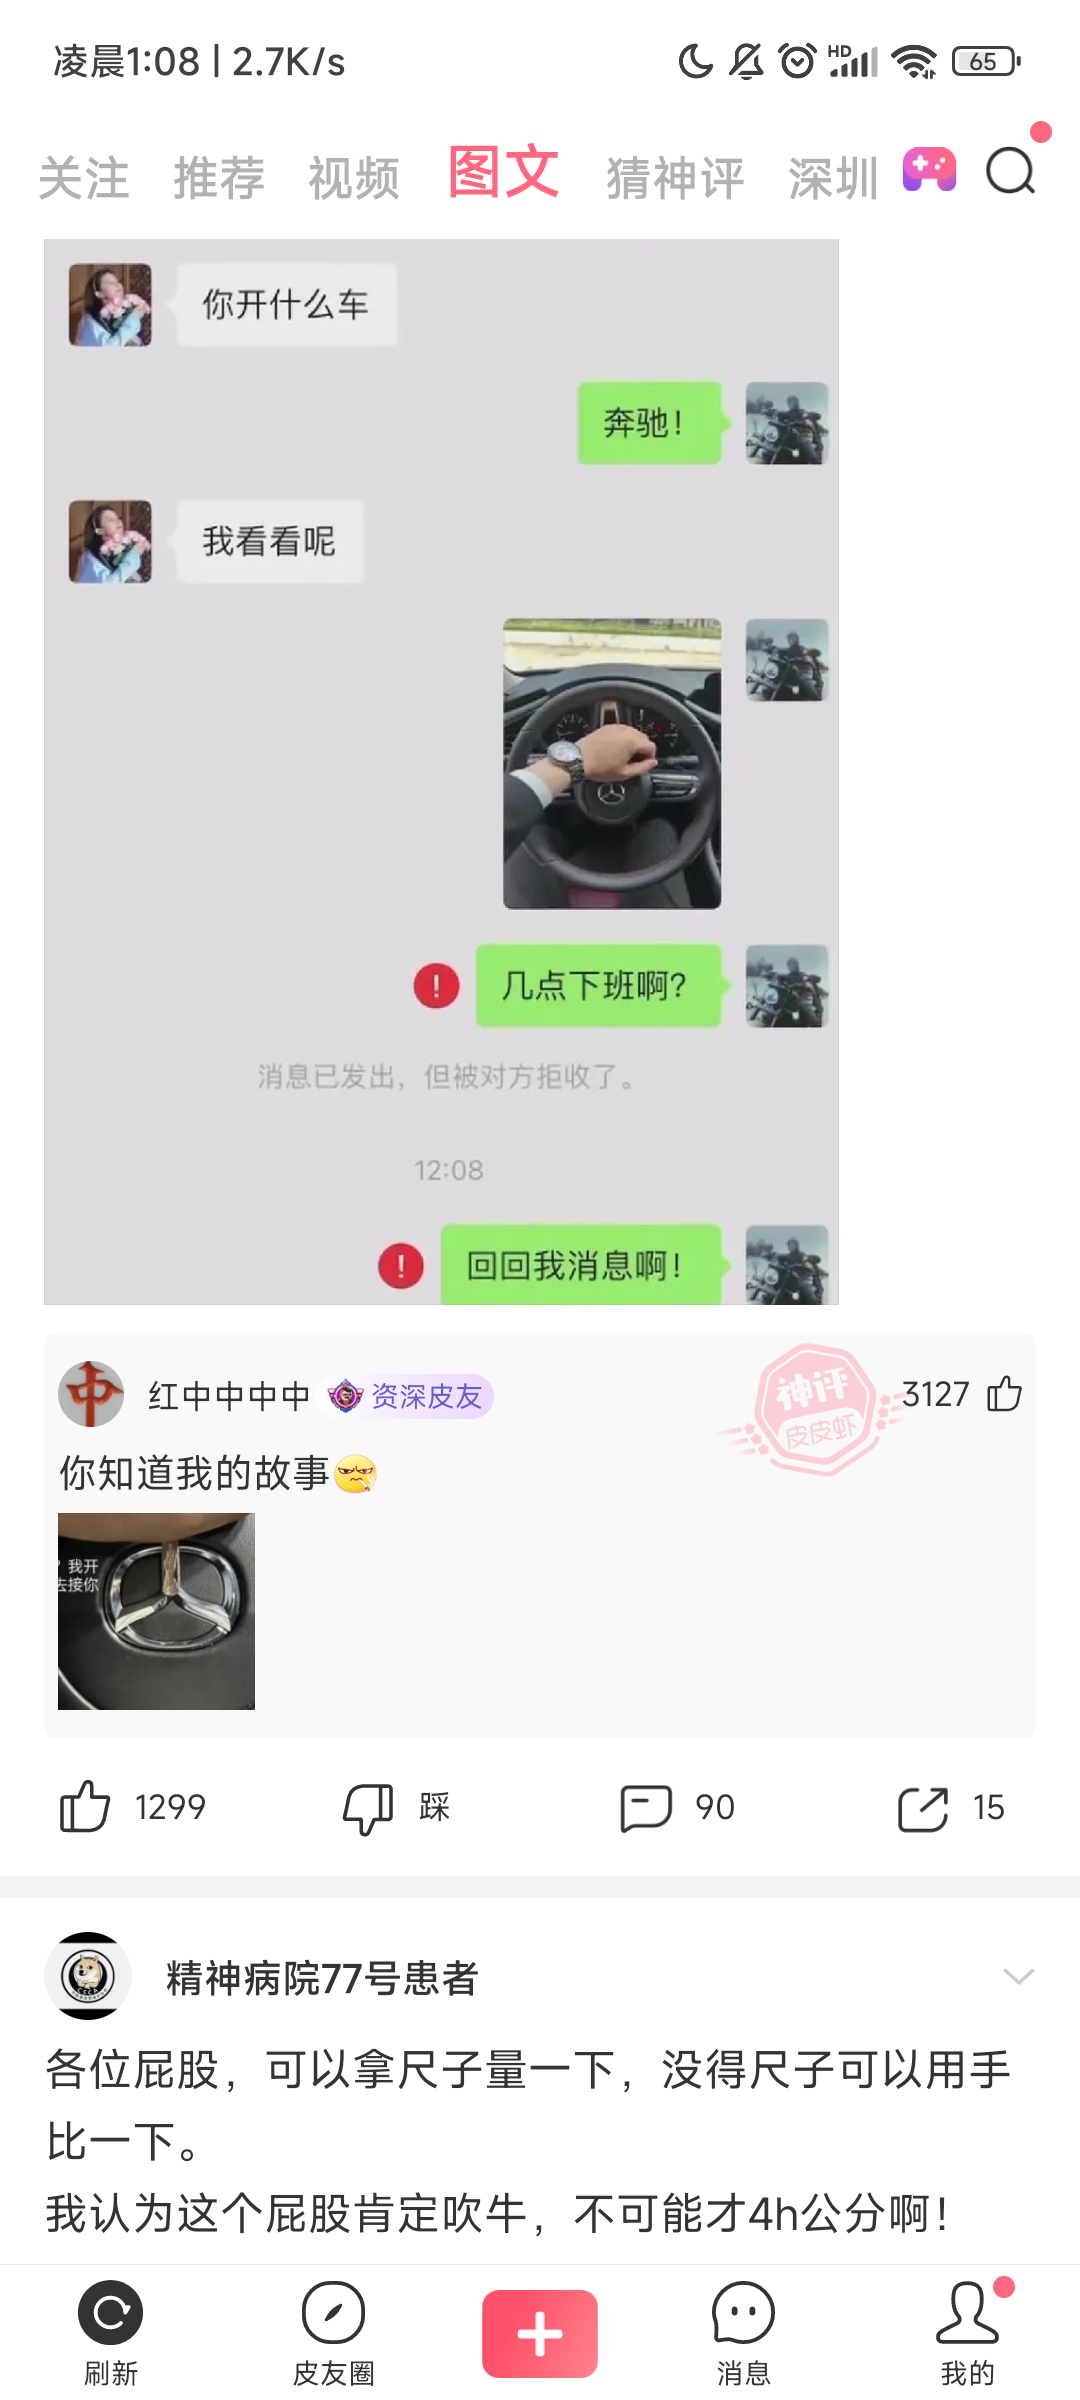 凌晨1:08 | 2.7K/s
HD
65
关注 推荐 视频 图文 猜神评 深圳
你开什么车
奔驰！
我看看呢
几点下班啊？
消息已发出，但被对方拒收了。
12:08
回回我消息啊！
红中中中中 资深皮友
神评
皮皮虾
3127
你知道我的故事
? 我开
去接你
1299 踩 90 15
精神病院77号患者
各位屁股，可以拿尺子量一下，没得尺子可以用手
比一下。
我认为这个屁股肯定吹牛，不可能才4h公分啊！
刷新 皮友圈 消息 我的